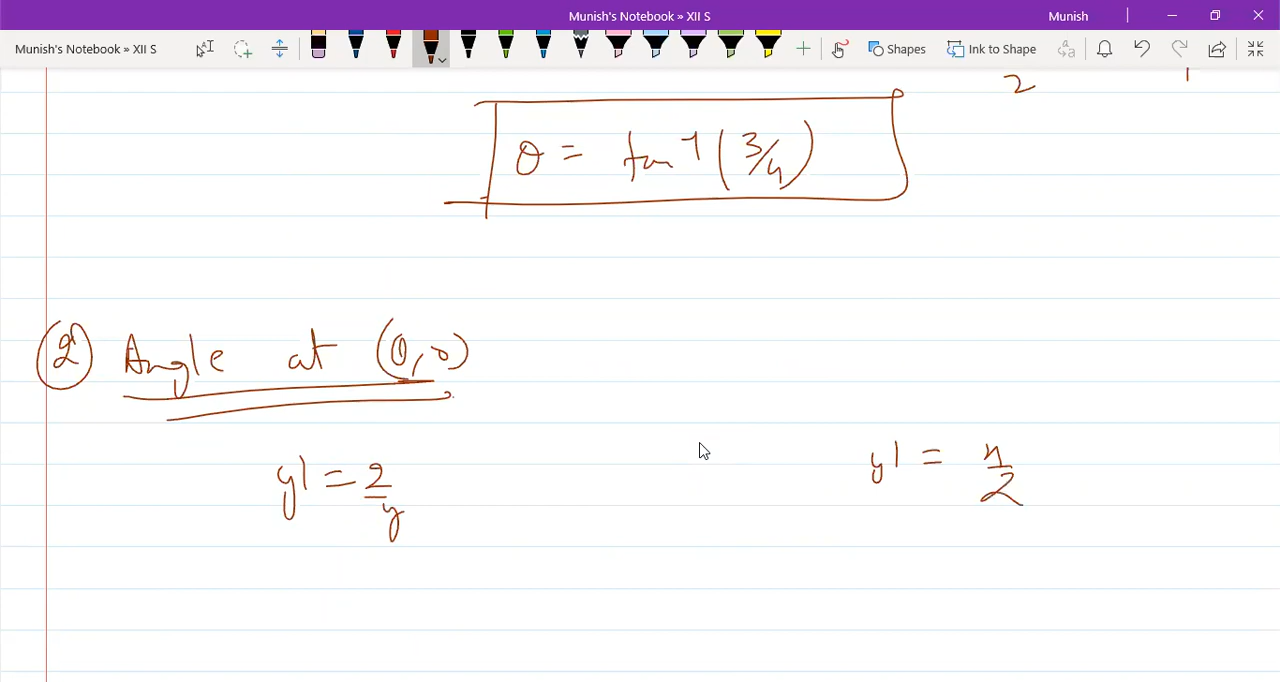 Munish's Notebook » XII S
Munish
Munish's Notebook » XII S
Shapes
Ink to Shape
2
θ = tan⁻¹ (3/4)
② Angle at (0,0)
y' = 2/y
y' = x/2